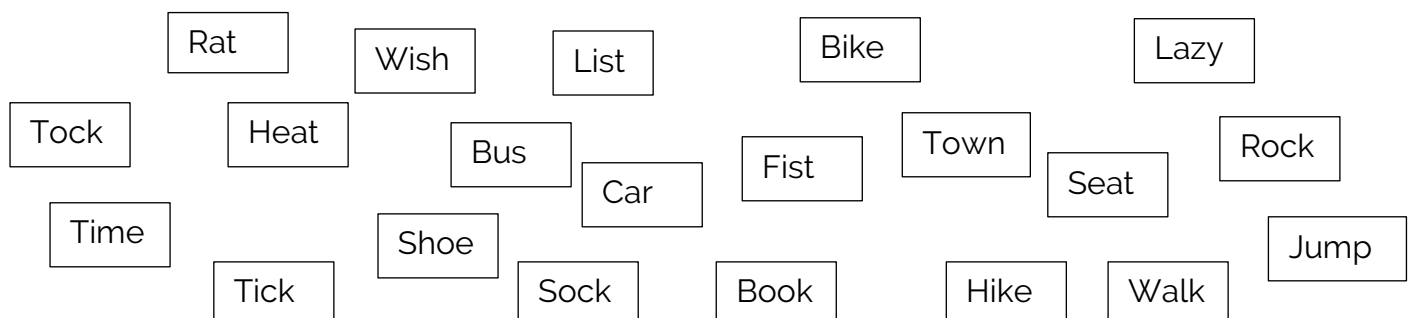 Rat
Wish
List
Bike
Lazy
Tock
Heat
Bus
Car
Fist
Town
Seat
Rock
Time
Tick
Shoe
Sock
Book
Hike
Walk
Jump